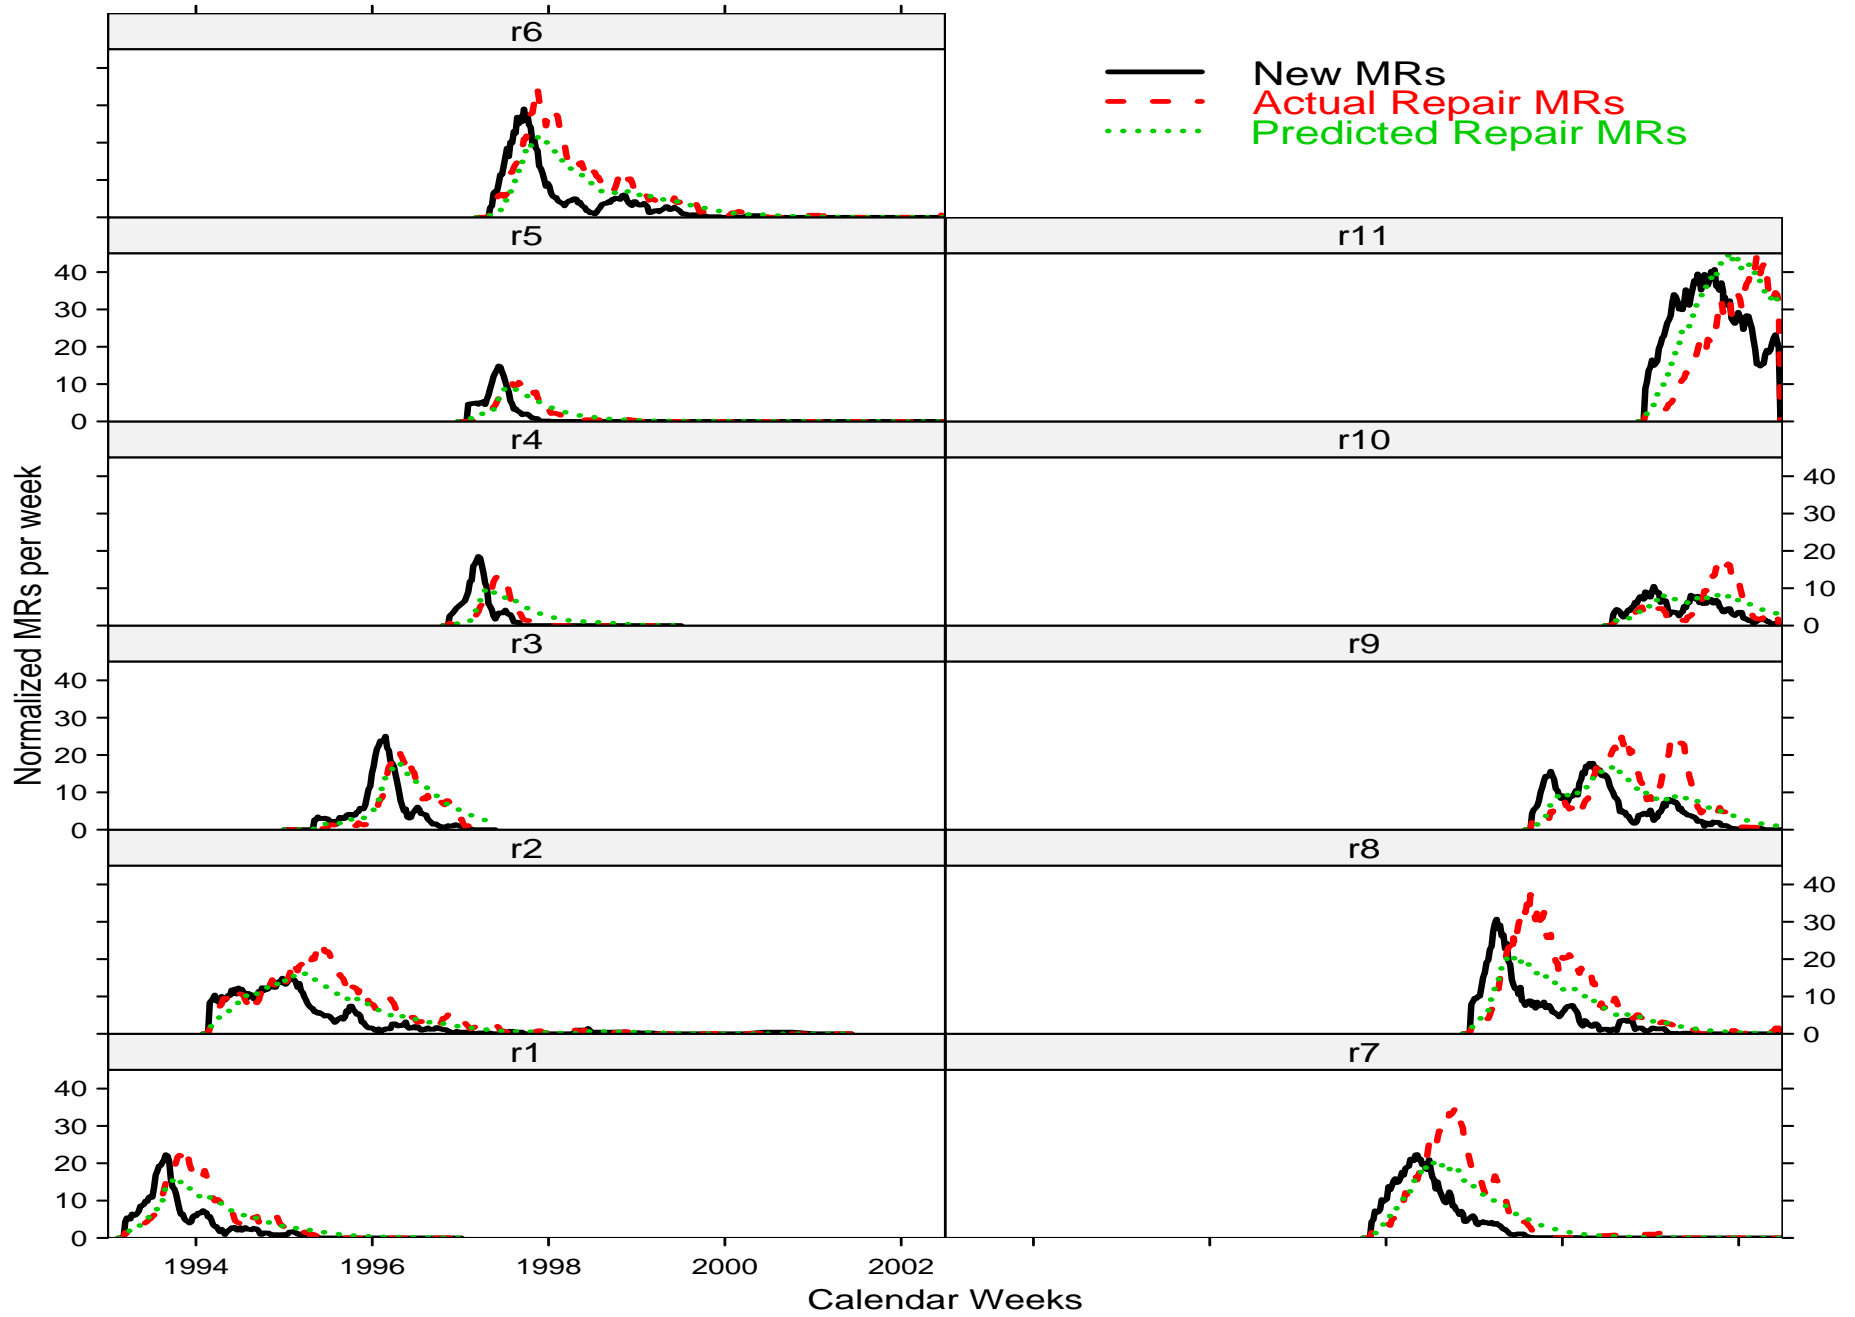 r6
New MRs
Actual Repair MRs
Predicted Repair MRs
r5
r11
40
30
20
10
0
r4
r10
40
30
20
10
0
Normalized MRs per week
r3
r9
40
30
20
10
0
r2
r8
40
30
20
10
0
r1
r7
40
30
20
10
0
1994 1996 1998 2000 2002
Calendar Weeks